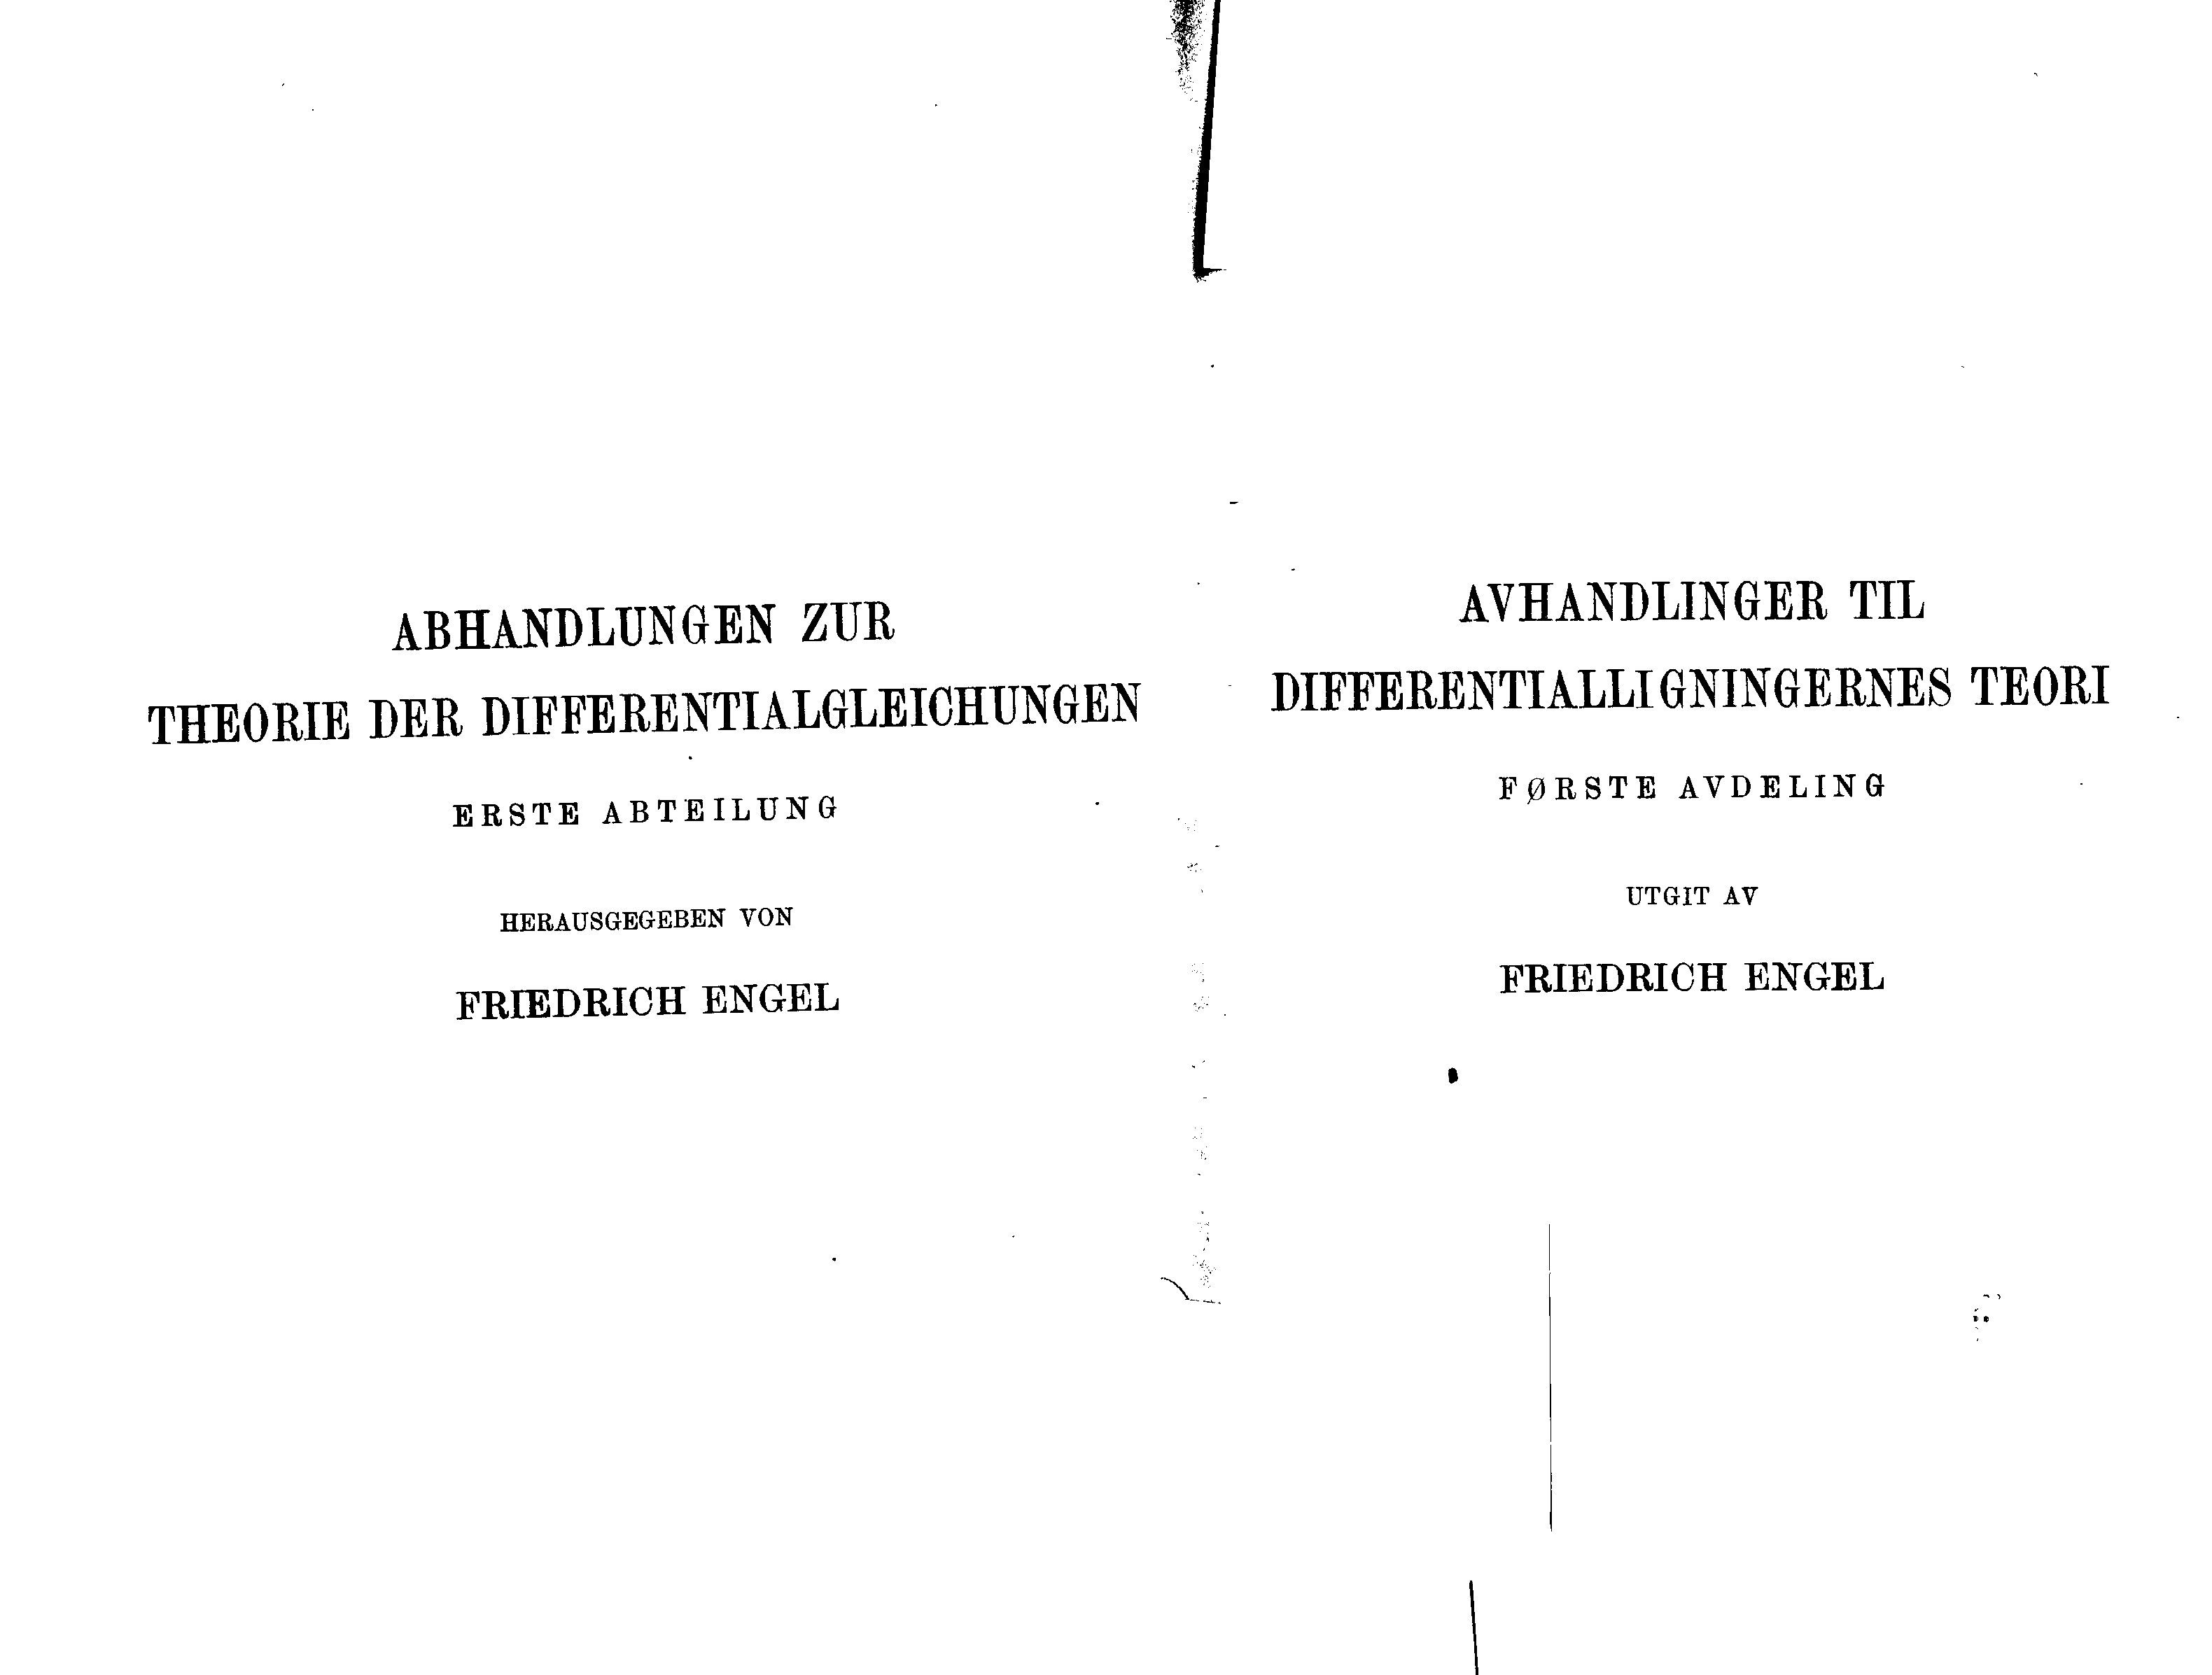 ABHANDLUNGEN ZUR
THEORIE DER DIFFERENTIALGLEICHUNGEN
ERSTE ABTEILUNG
HERAUSGEGEBEN VON
FRIEDRICH ENGEL
AVHANDLINGER TIL
DIFFERENTIALLIGNINGERNES TEORI
FØRSTE AVDELING
UTGIT AV
FRIEDRICH ENGEL